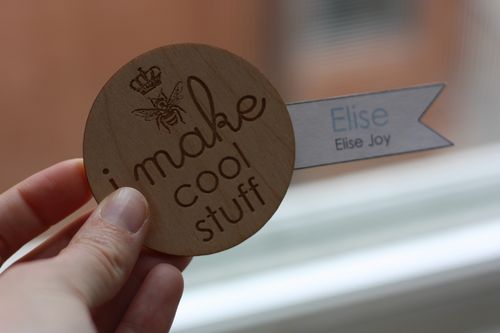 i make
cool
stuff
Elise
Elise Joy